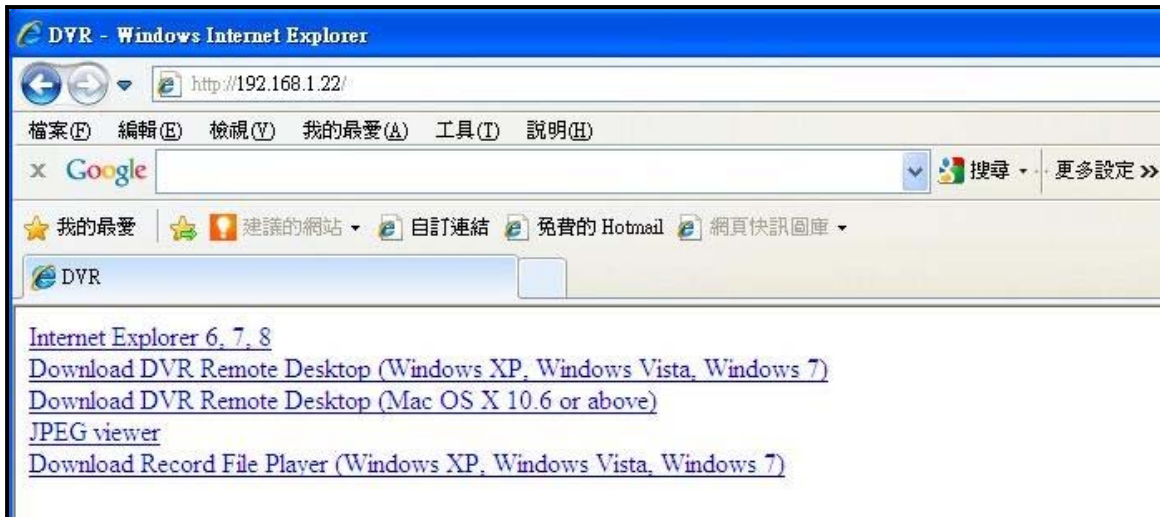 DVR - Windows Internet Explorer
http://192.168.1.22/
檔案(F) 編輯(E) 檢視(V) 我的最愛(A) 工具(T) 說明(H)
x Google 搜尋 更多設定 »
我的最愛 建議的網站 自訂連結 免費的 Hotmail 網頁快訊圖庫
DVR
Internet Explorer 6, 7, 8
Download DVR Remote Desktop (Windows XP, Windows Vista, Windows 7)
Download DVR Remote Desktop (Mac OS X 10.6 or above)
JPEG viewer
Download Record File Player (Windows XP, Windows Vista, Windows 7)